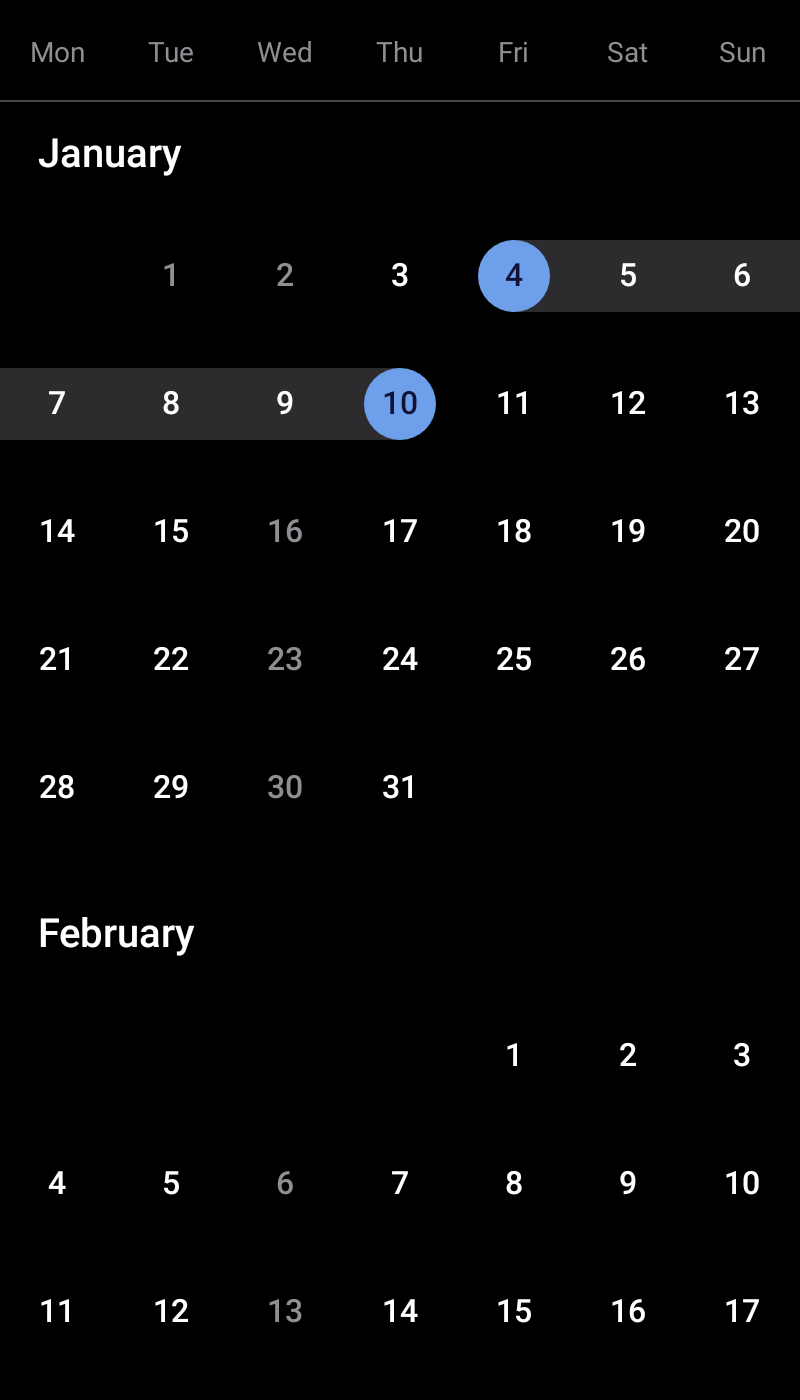 Mon Tue Wed Thu Fri Sat Sun
January
1 2 3 4 5 6
7 8 9 10 11 12 13
14 15 16 17 18 19 20
21 22 23 24 25 26 27
28 29 30 31
February
1 2 3
4 5 6 7 8 9 10
11 12 13 14 15 16 17